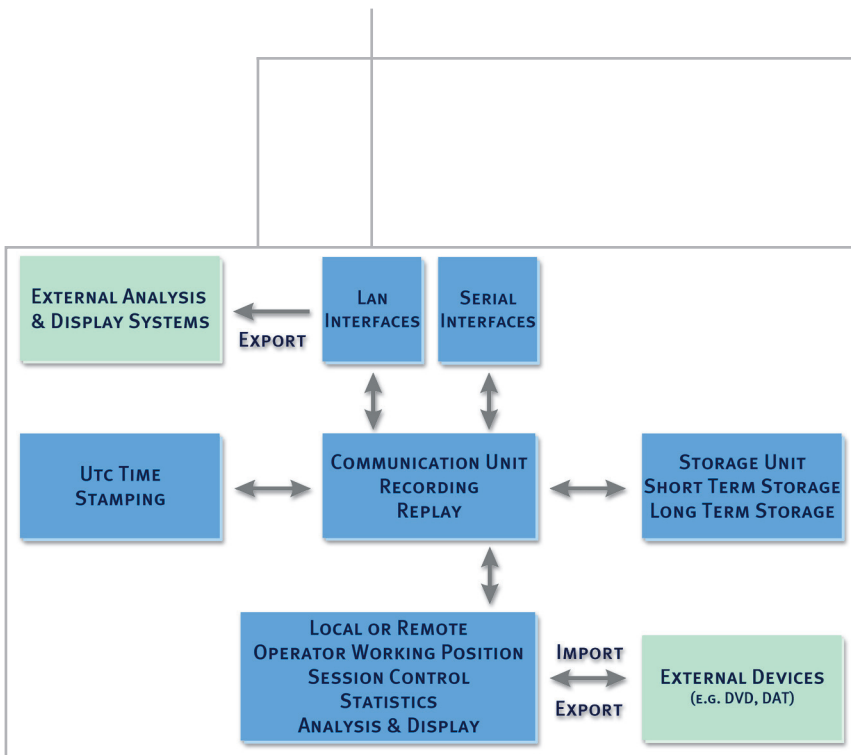 External Analysis
& Display Systems
Export
Lan
Interfaces
Serial
Interfaces
Utc Time
Stamping
Communication Unit
Recording
Replay
Storage Unit
Short Term Storage
Long Term Storage
Local or Remote
Operator Working Position
Session Control
Statistics
Analysis & Display
Import
Export
External Devices
(e.g. DVD, DAT)